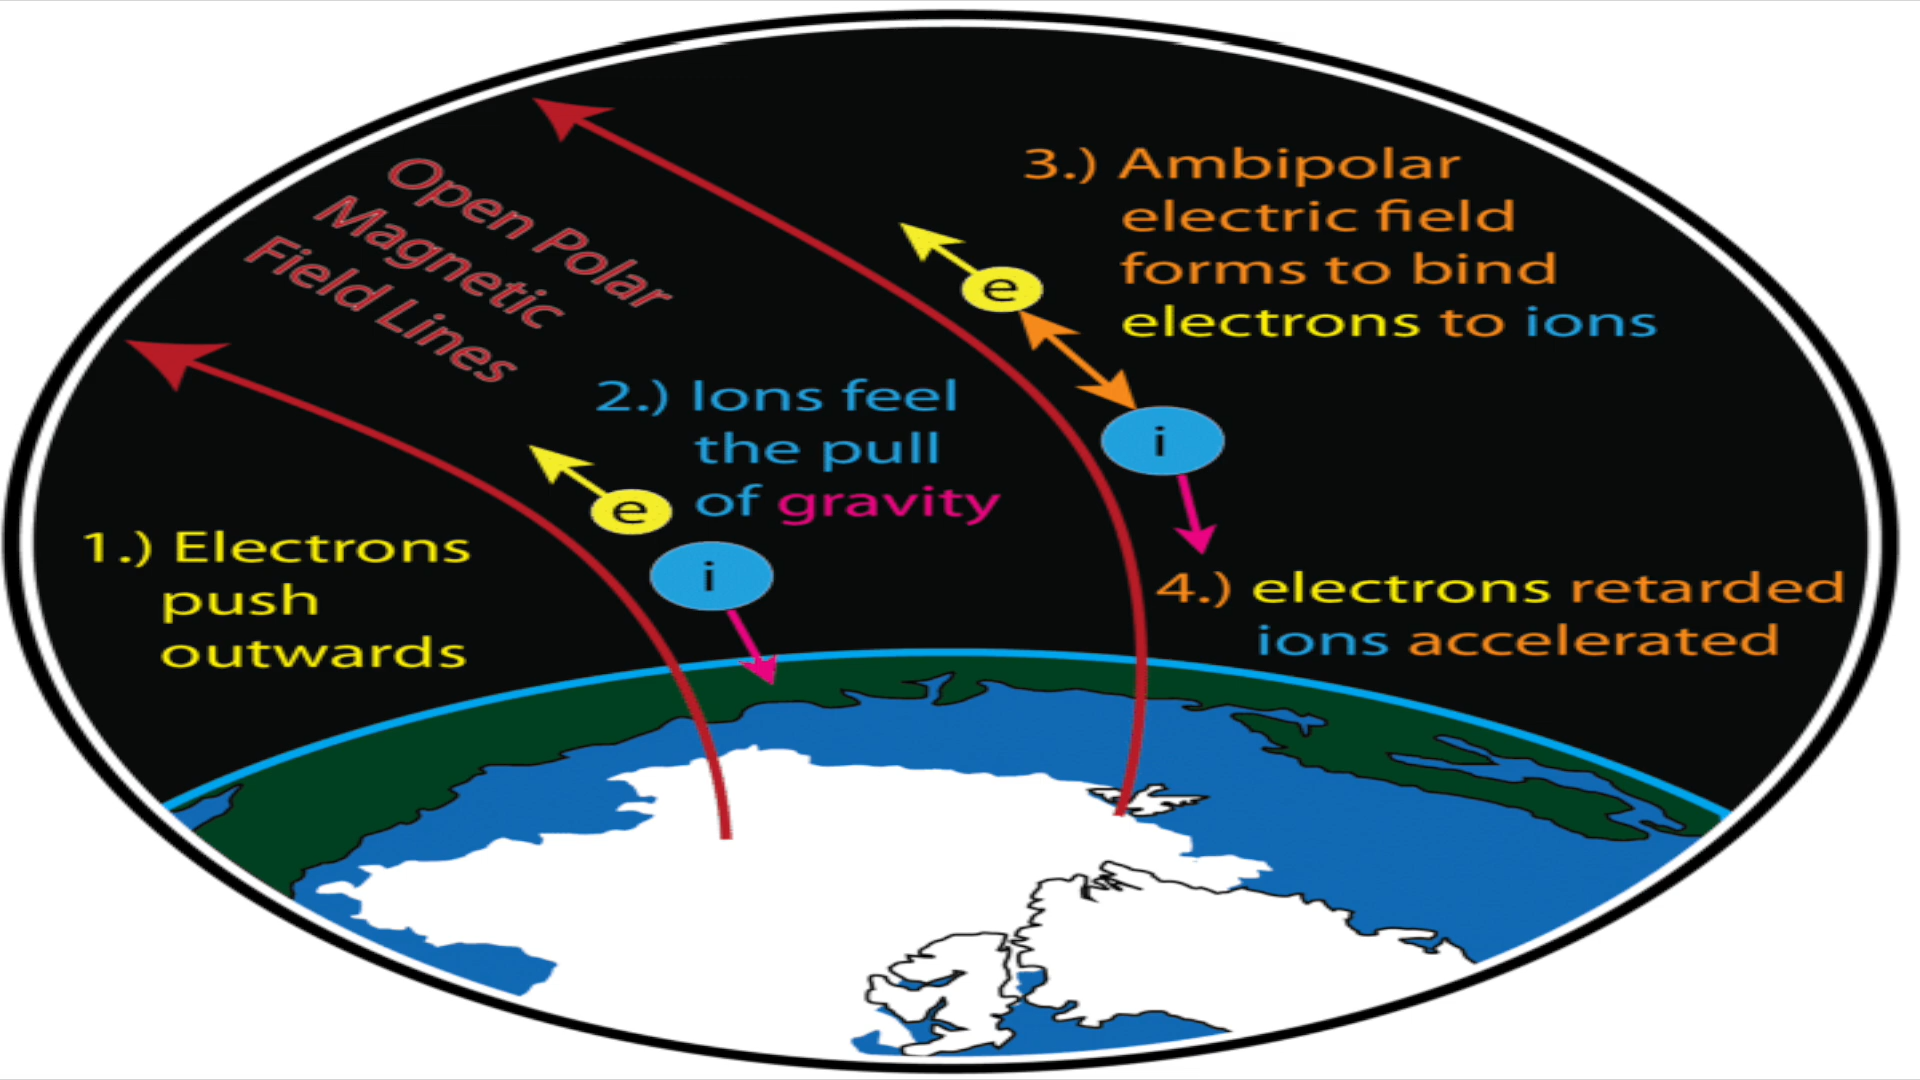 Open Polar
Magnetic
Field Lines
1.) Electrons
push
outwards
e
i
2.) Ions feel
the pull
of gravity
3.) Ambipolar
electric field
forms to bind
electrons to ions
e
i
4.) electrons retarded
ions accelerated